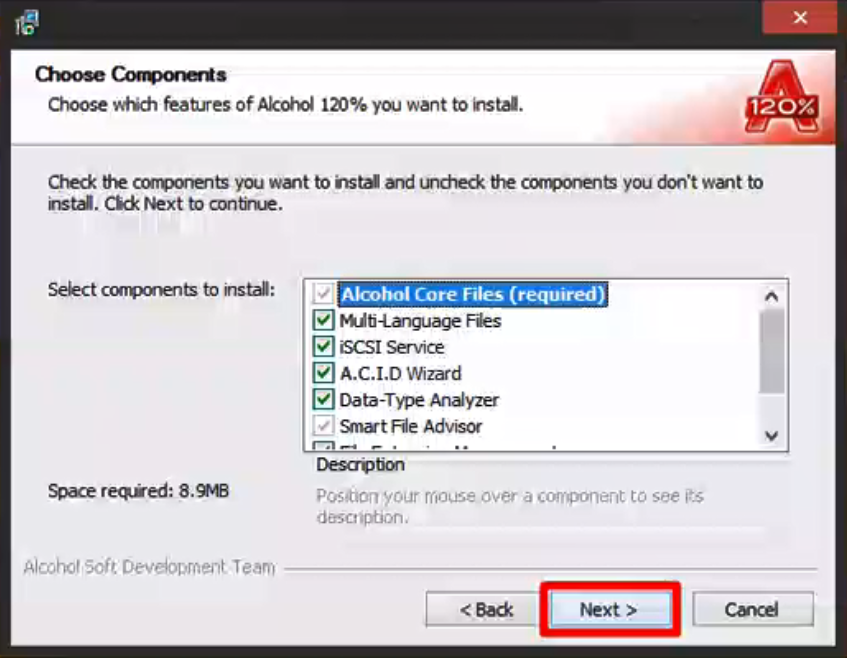 Choose Components
Choose which features of Alcohol 120% you want to install.
120%
Check the components you want to install and uncheck the components you don't want to
install. Click Next to continue.
Select components to install:
Alcohol Core Files (required)
Multi-Language Files
iSCSI Service
A.C.I.D Wizard
Data-Type Analyzer
Smart File Advisor
Description
Space required: 8.9MB
Position your mouse over a component to see its
description.
Alcohol Soft Development Team
< Back
Next >
Cancel